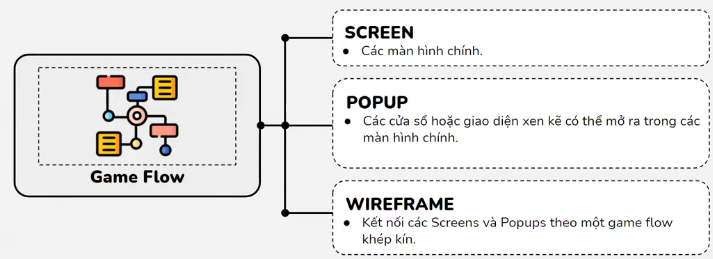 Game Flow
SCREEN
● Các màn hình chính.
POPUP
● Các cửa sổ hoặc giao diện xen kẽ có thể mở ra trong các
màn hình chính.
WIREFRAME
● Kết nối các Screens và Popups theo một game flow
khép kín.